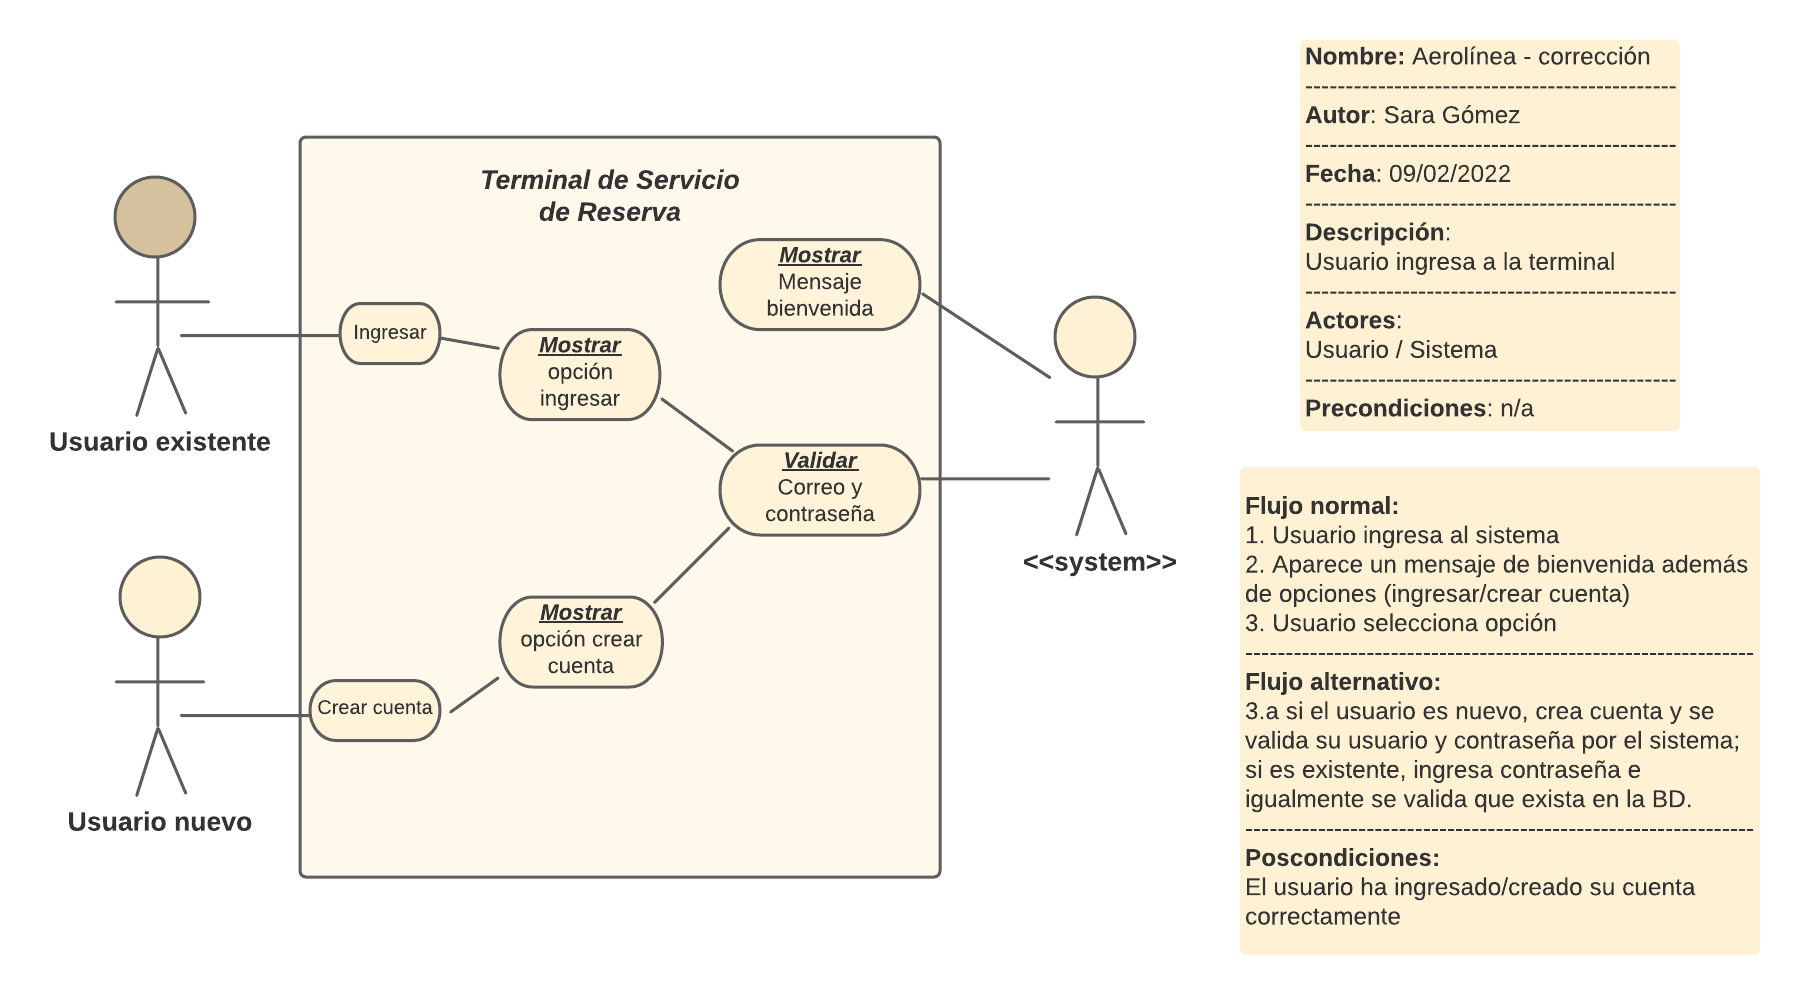 Terminal de Servicio
de Reserva
Mostrar
Mensaje
bienvenida
Ingresar
Mostrar
opción
ingresar
Usuario existente
Validar
Correo y
contraseña
<<system>>
Mostrar
opción crear
cuenta
Crear cuenta
Usuario nuevo
Nombre: Aerolínea - corrección
---------------------------------------------
Autor: Sara Gómez
---------------------------------------------
Fecha: 09/02/2022
---------------------------------------------
Descripción:
Usuario ingresa a la terminal
---------------------------------------------
Actores:
Usuario / Sistema
---------------------------------------------
Precondiciones: n/a
Flujo normal:
1. Usuario ingresa al sistema
2. Aparece un mensaje de bienvenida además
de opciones (ingresar/crear cuenta)
3. Usuario selecciona opción
--------------------------------------------------------------
Flujo alternativo:
3.a si el usuario es nuevo, crea cuenta y se
valida su usuario y contraseña por el sistema;
si es existente, ingresa contraseña e
igualmente se valida que exista en la BD.
--------------------------------------------------------------
Poscondiciones:
El usuario ha ingresado/creado su cuenta
correctamente